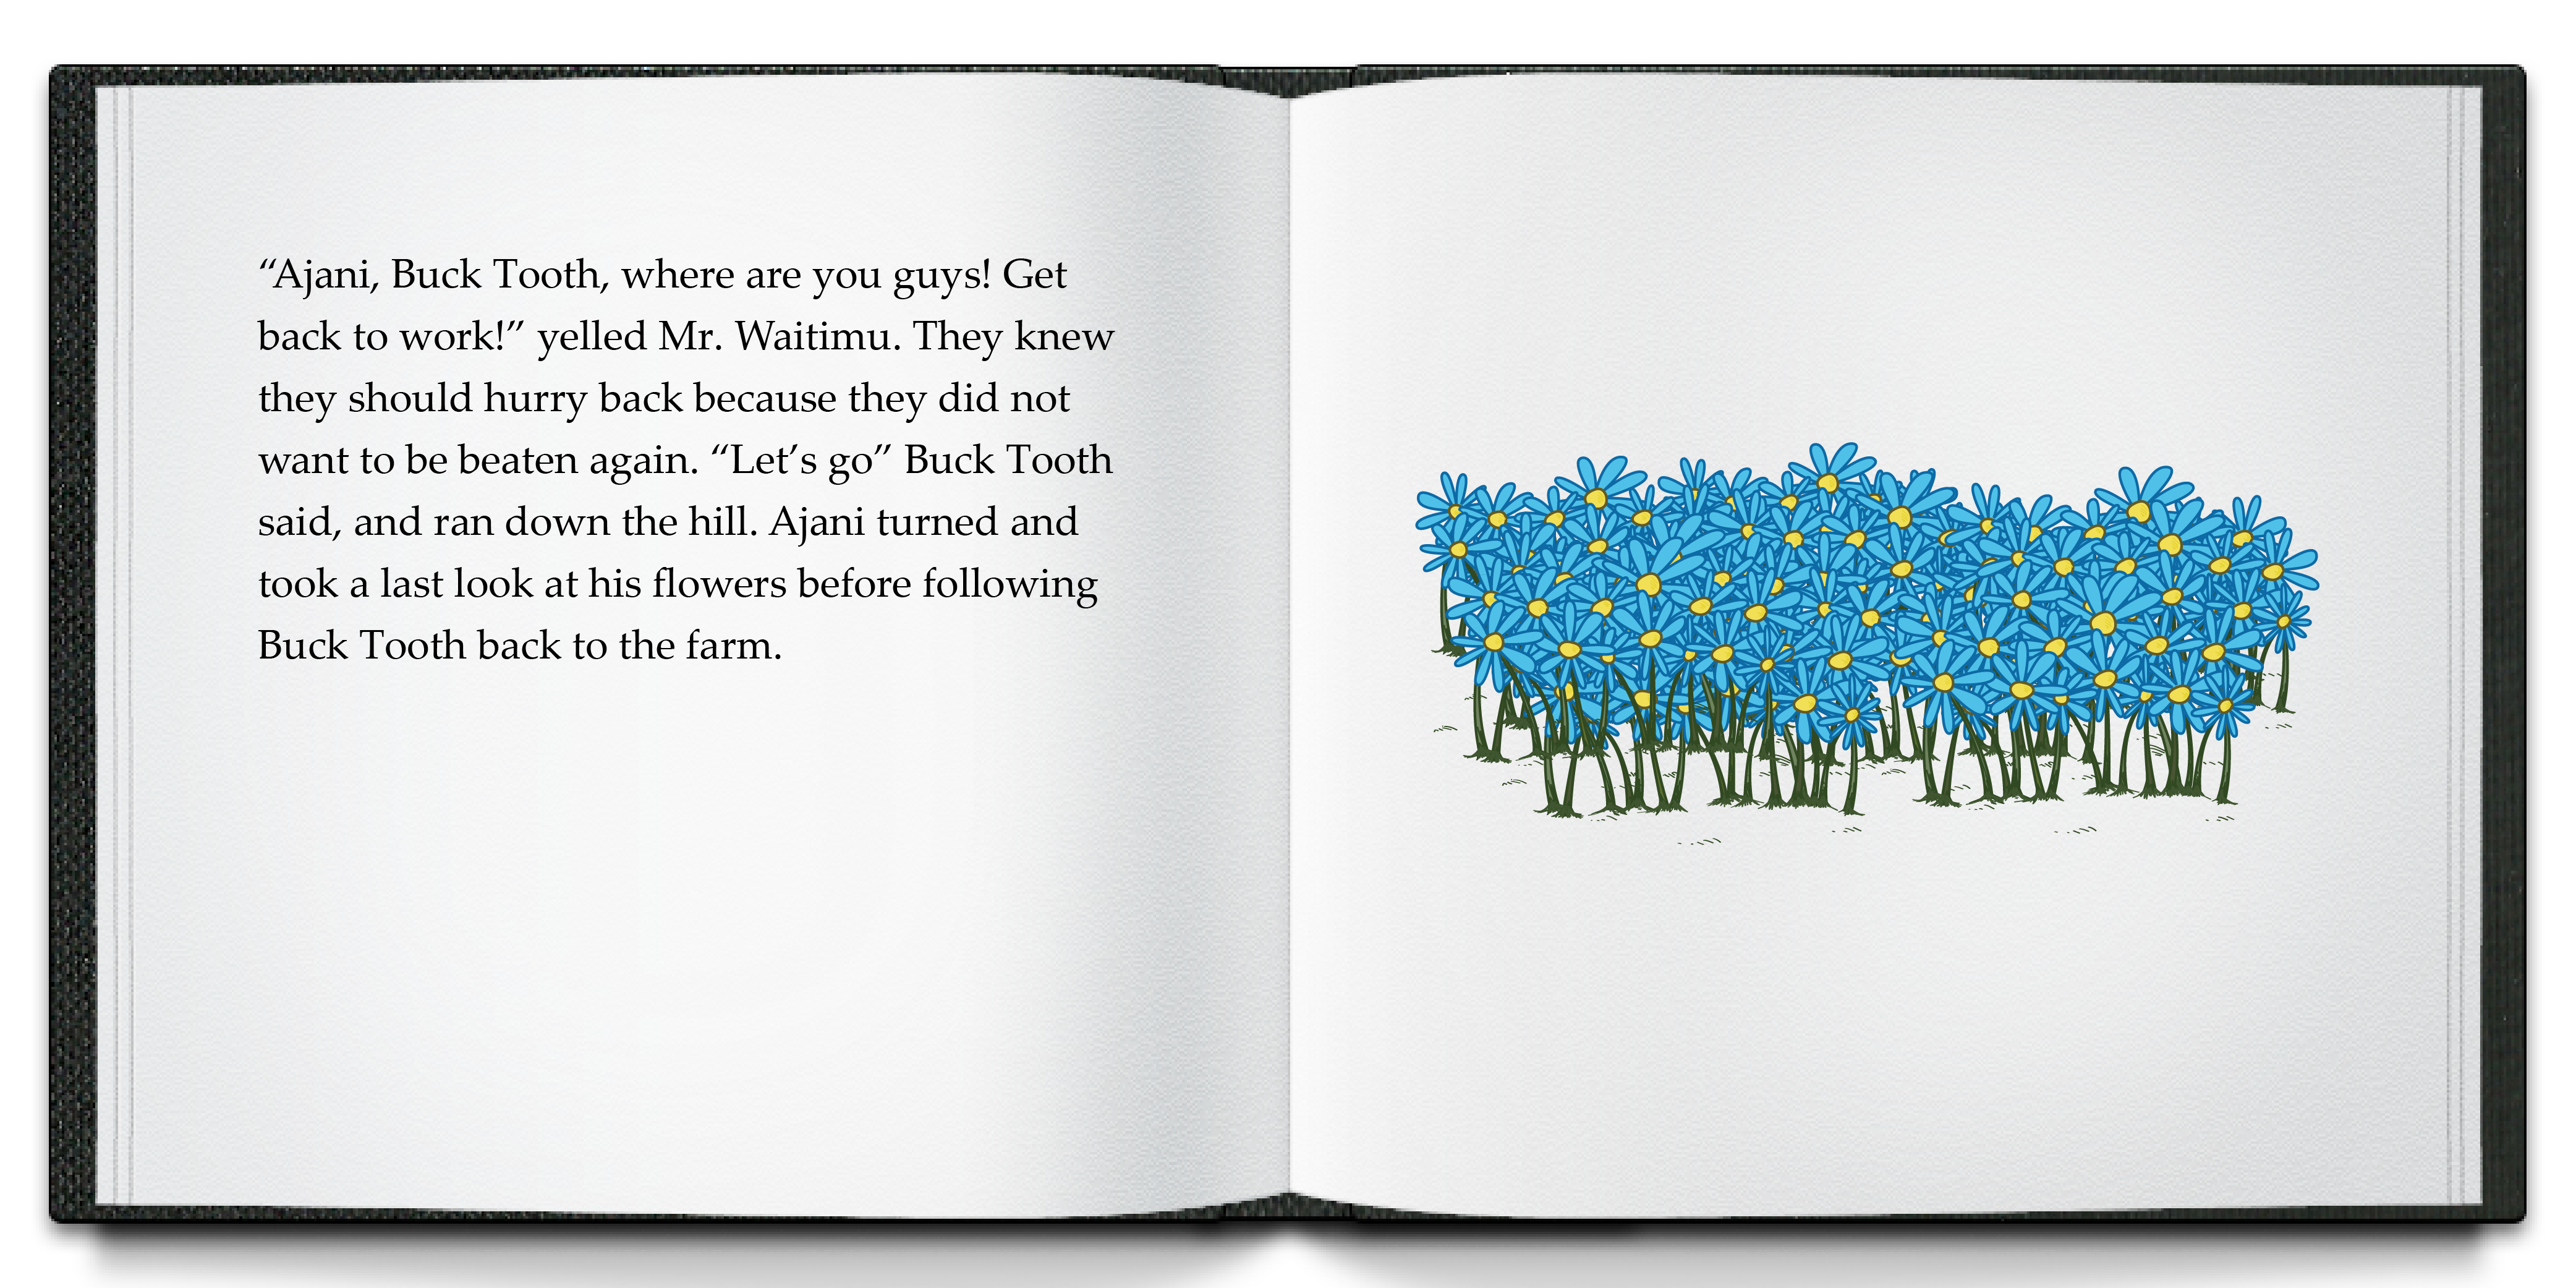 “Ajani, Buck Tooth, where are you guys! Get
back to work!” yelled Mr. Waitimu. They knew
they should hurry back because they did not
want to be beaten again. “Let’s go” Buck Tooth
said, and ran down the hill. Ajani turned and
took a last look at his flowers before following
Buck Tooth back to the farm.